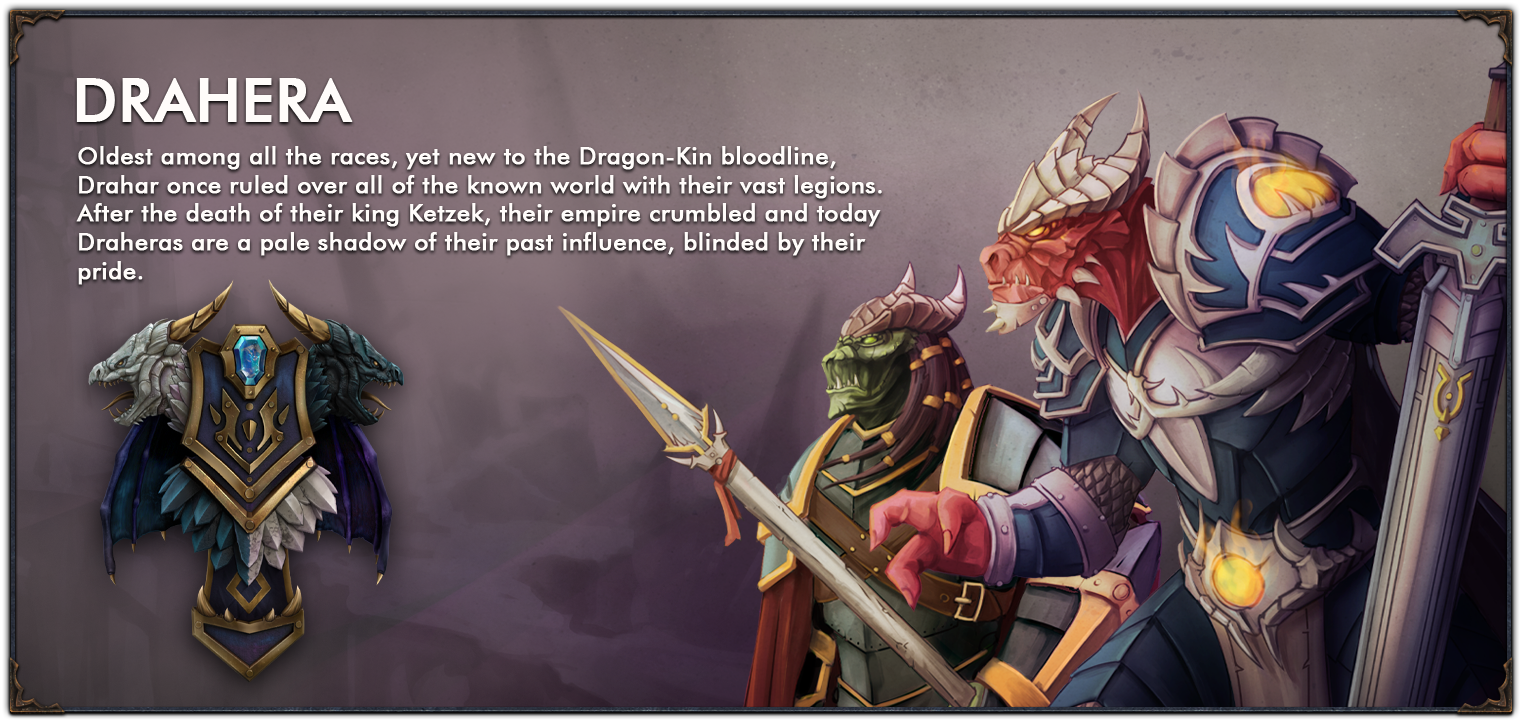 DRAHERA
Oldest among all the races, yet new to the Dragon-Kin bloodline,
Drahar once ruled over all of the known world with their vast legions.
After the death of their king Ketzek, their empire crumbled and today
Draheras are a pale shadow of their past influence, blinded by their
pride.